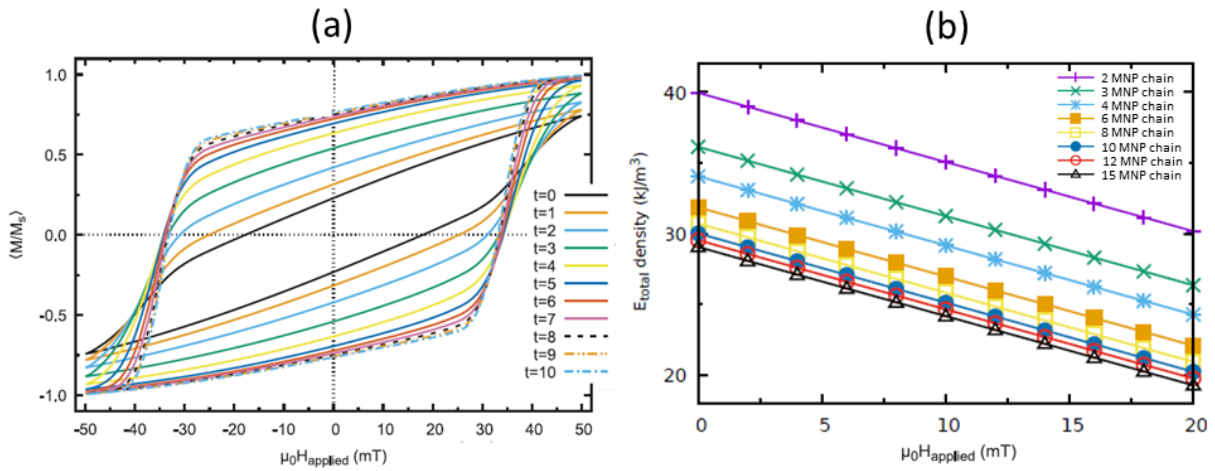 (a)
(b)
⟨M/Mₛ⟩
1.0
0.5
0.0
-0.5
-1.0
t=0
t=1
t=2
t=3
t=4
t=5
t=6
t=7
t=8
t=9
t=10
-50 -40 -30 -20 -10 0 10 20 30 40 50
μ₀H_applied (mT)
E_total density (kJ/m³)
40
30
20
2 MNP chain
3 MNP chain
4 MNP chain
6 MNP chain
8 MNP chain
10 MNP chain
12 MNP chain
15 MNP chain
0 5 10 15 20
μ₀H_applied (mT)